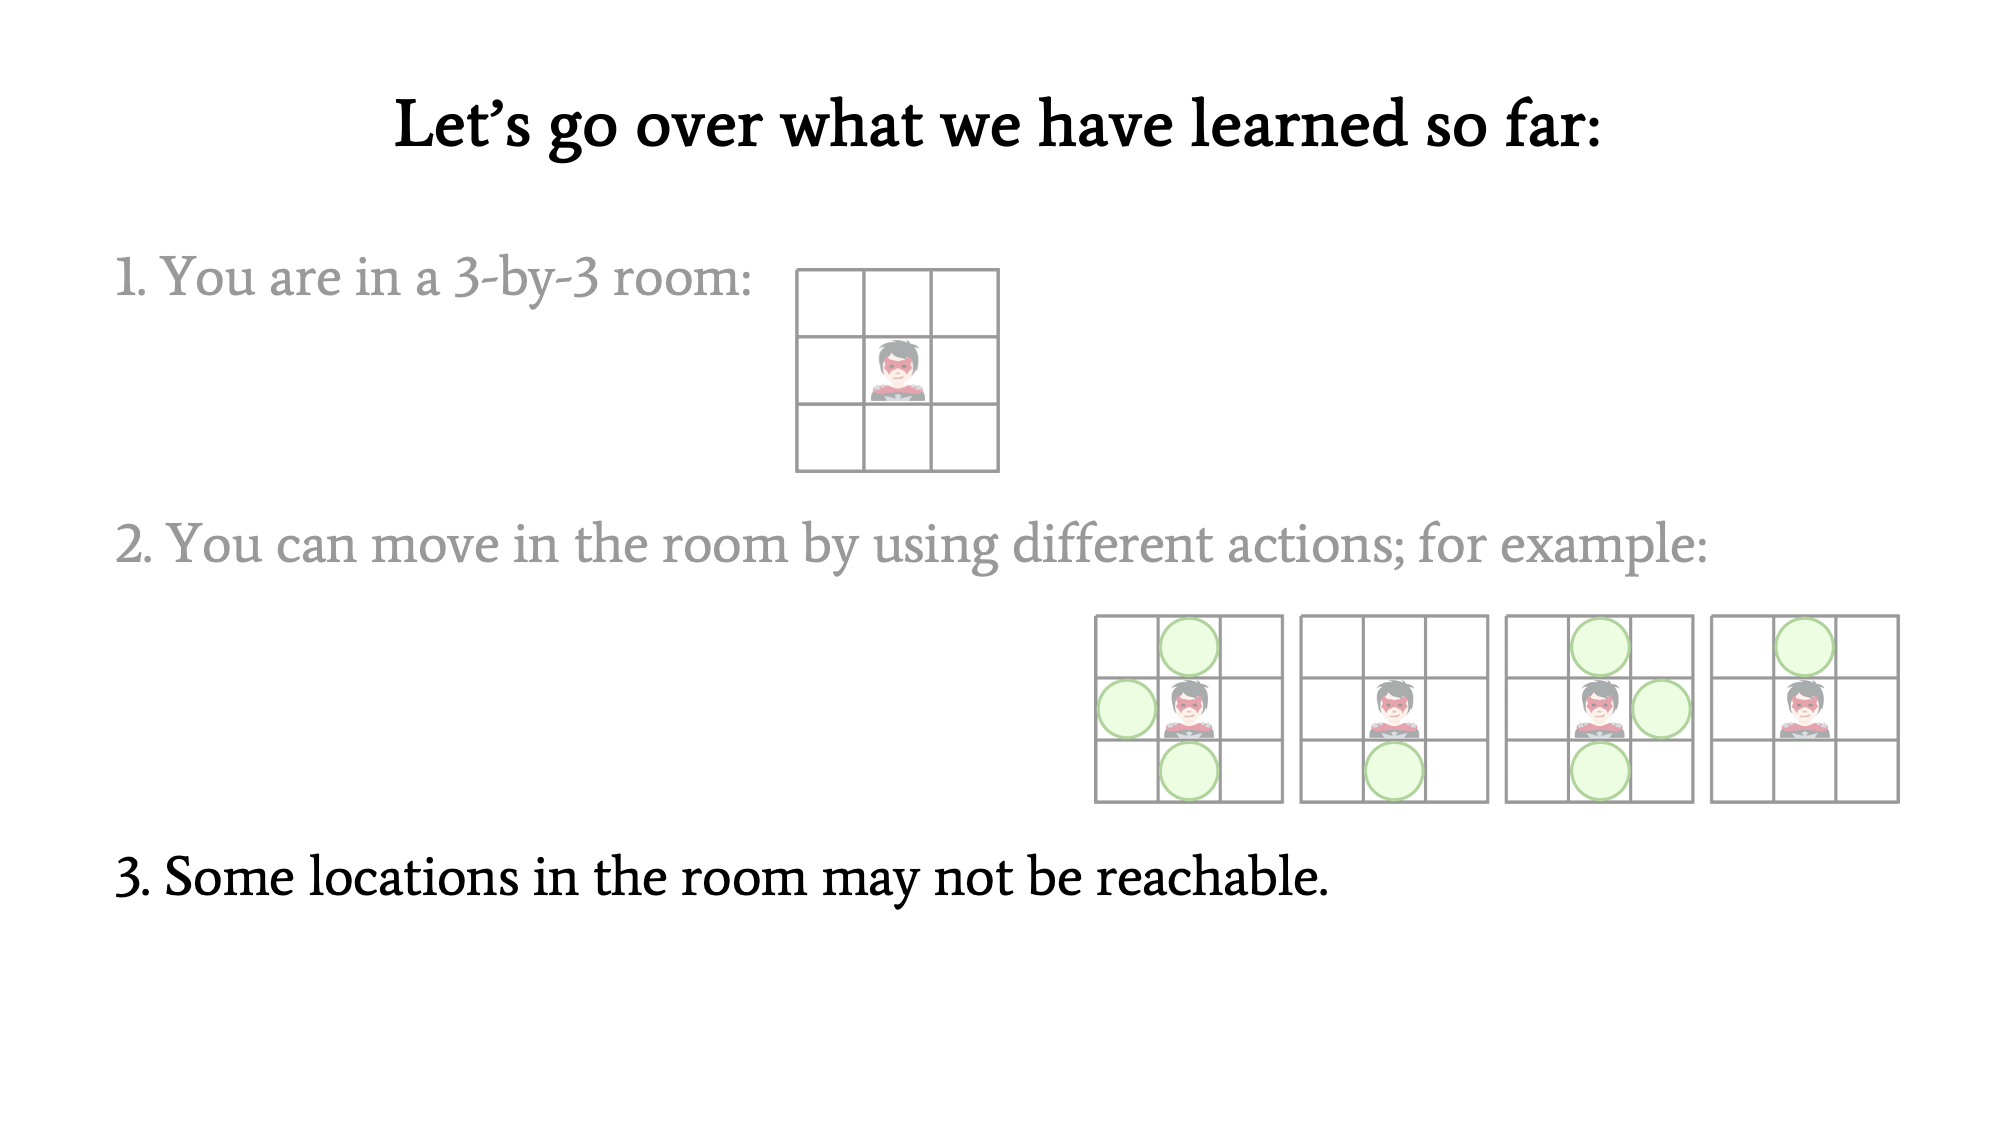 Let’s go over what we have learned so far:
1. You are in a 3-by-3 room:
2. You can move in the room by using different actions; for example:
3. Some locations in the room may not be reachable.